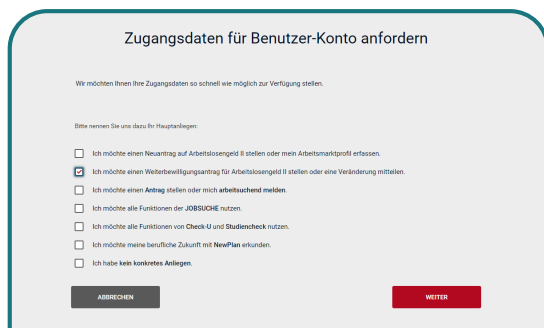 Zugangsdaten für Benutzer-Konto anfordern
Wir möchten Ihnen Ihre Zugangsdaten so schnell wie möglich zur Verfügung stellen.
Bitte nennen Sie uns dazu Ihr Hauptanliegen:
Ich möchte einen Neuantrag auf Arbeitslosengeld II stellen oder mein Arbeitsmarktprofil erfassen.
Ich möchte einen Weiterbewilligungsantrag für Arbeitslosengeld II stellen oder eine Veränderung mitteilen.
Ich möchte einen Antrag stellen oder mich arbeitsuchend melden.
Ich möchte alle Funktionen der JOBSUCHE nutzen.
Ich möchte alle Funktionen von Check-U und Studiencheck nutzen.
Ich möchte meine berufliche Zukunft mit NewPlan erkunden.
Ich habe kein konkretes Anliegen.
ABBRECHEN WEITER